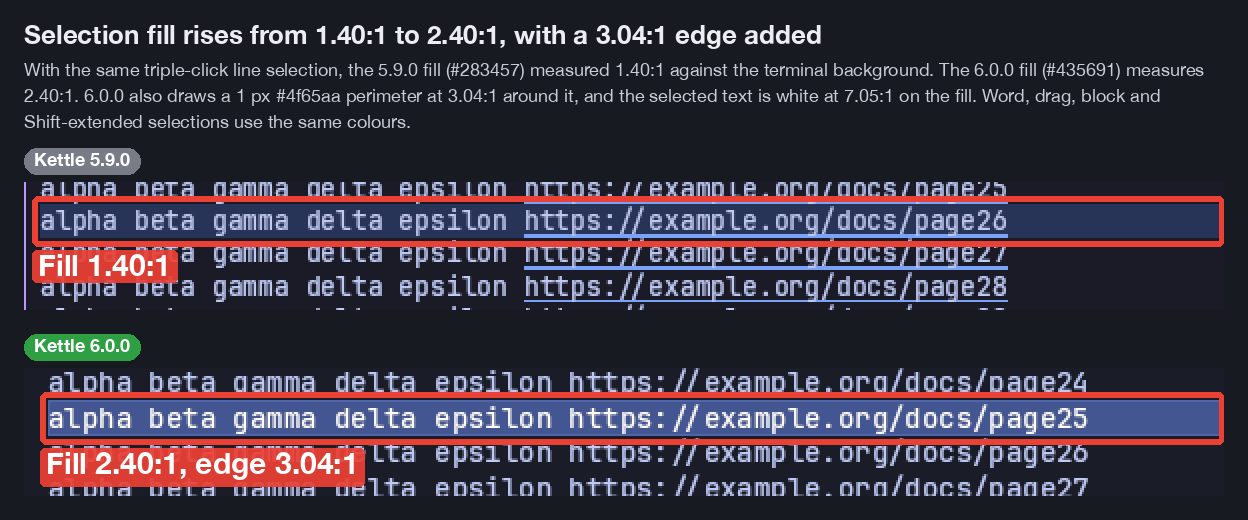 Selection fill rises from 1.40:1 to 2.40:1, with a 3.04:1 edge added
With the same triple-click line selection, the 5.9.0 fill (#283457) measured 1.40:1 against the terminal background. The 6.0.0 fill (#435691) measures
2.40:1. 6.0.0 also draws a 1 px #4f65aa perimeter at 3.04:1 around it, and the selected text is white at 7.05:1 on the fill. Word, drag, block and
Shift-extended selections use the same colours.
Kettle 5.9.0
alpha beta gamma delta epsilon https://example.org/docs/page25
alpha beta gamma delta epsilon https://example.org/docs/page26
alpha beta gamma delta epsilon https://example.org/docs/page27
Fill 1.40:1
alpha beta gamma delta epsilon https://example.org/docs/page28
Kettle 6.0.0
alpha beta gamma delta epsilon https://example.org/docs/page24
alpha beta gamma delta epsilon https://example.org/docs/page25
alpha beta gamma delta epsilon https://example.org/docs/page26
Fill 2.40:1, edge 3.04:1
alpha beta gamma delta epsilon https://example.org/docs/page27